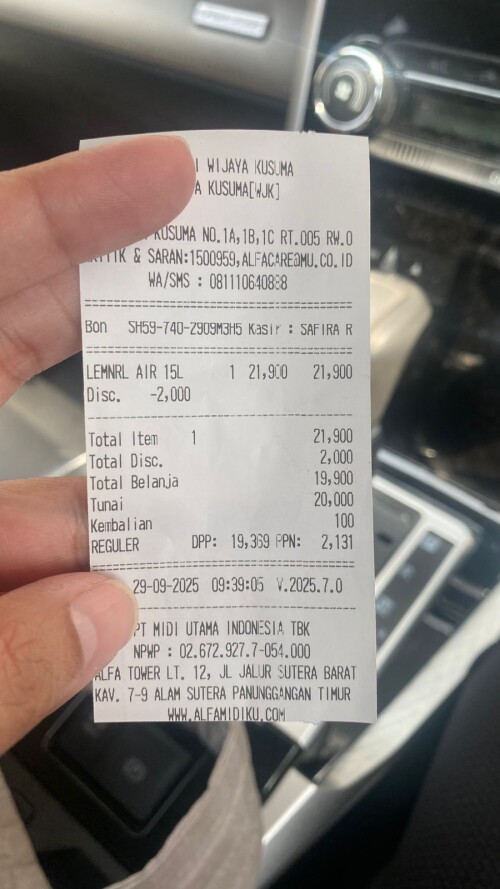 I WIJAYA KUSUMA
A KUSUMA[WJK]
KUSUMA NO.1A,1B,1C RT.005 RW.0
KRITIK & SARAN:1500959,ALFACARE@MU.CO.ID
WA/SMS : 081110640888
Bon SH59-740-2909M3H5 Kasir : SAFIRA R
LEMNRL AIR 15L 1 21,900 21,900
Disc. -2,000
Total Item 1 21,900
Total Disc. 2,000
Total Belanja 19,900
Tunai 20,000
Kembalian 100
REGULER DPP: 19,369 PPN: 2,131
29-09-2025 09:39:05 V.2025.7.0
PT MIDI UTAMA INDONESIA TBK
NPWP : 02.672.927.7-054.000
ALFA TOWER LT. 12, JL JALUR SUTERA BARAT
KAV. 7-9 ALAM SUTERA PANUNGGANGAN TIMUR
WWW.ALFAMIDIKU.COM